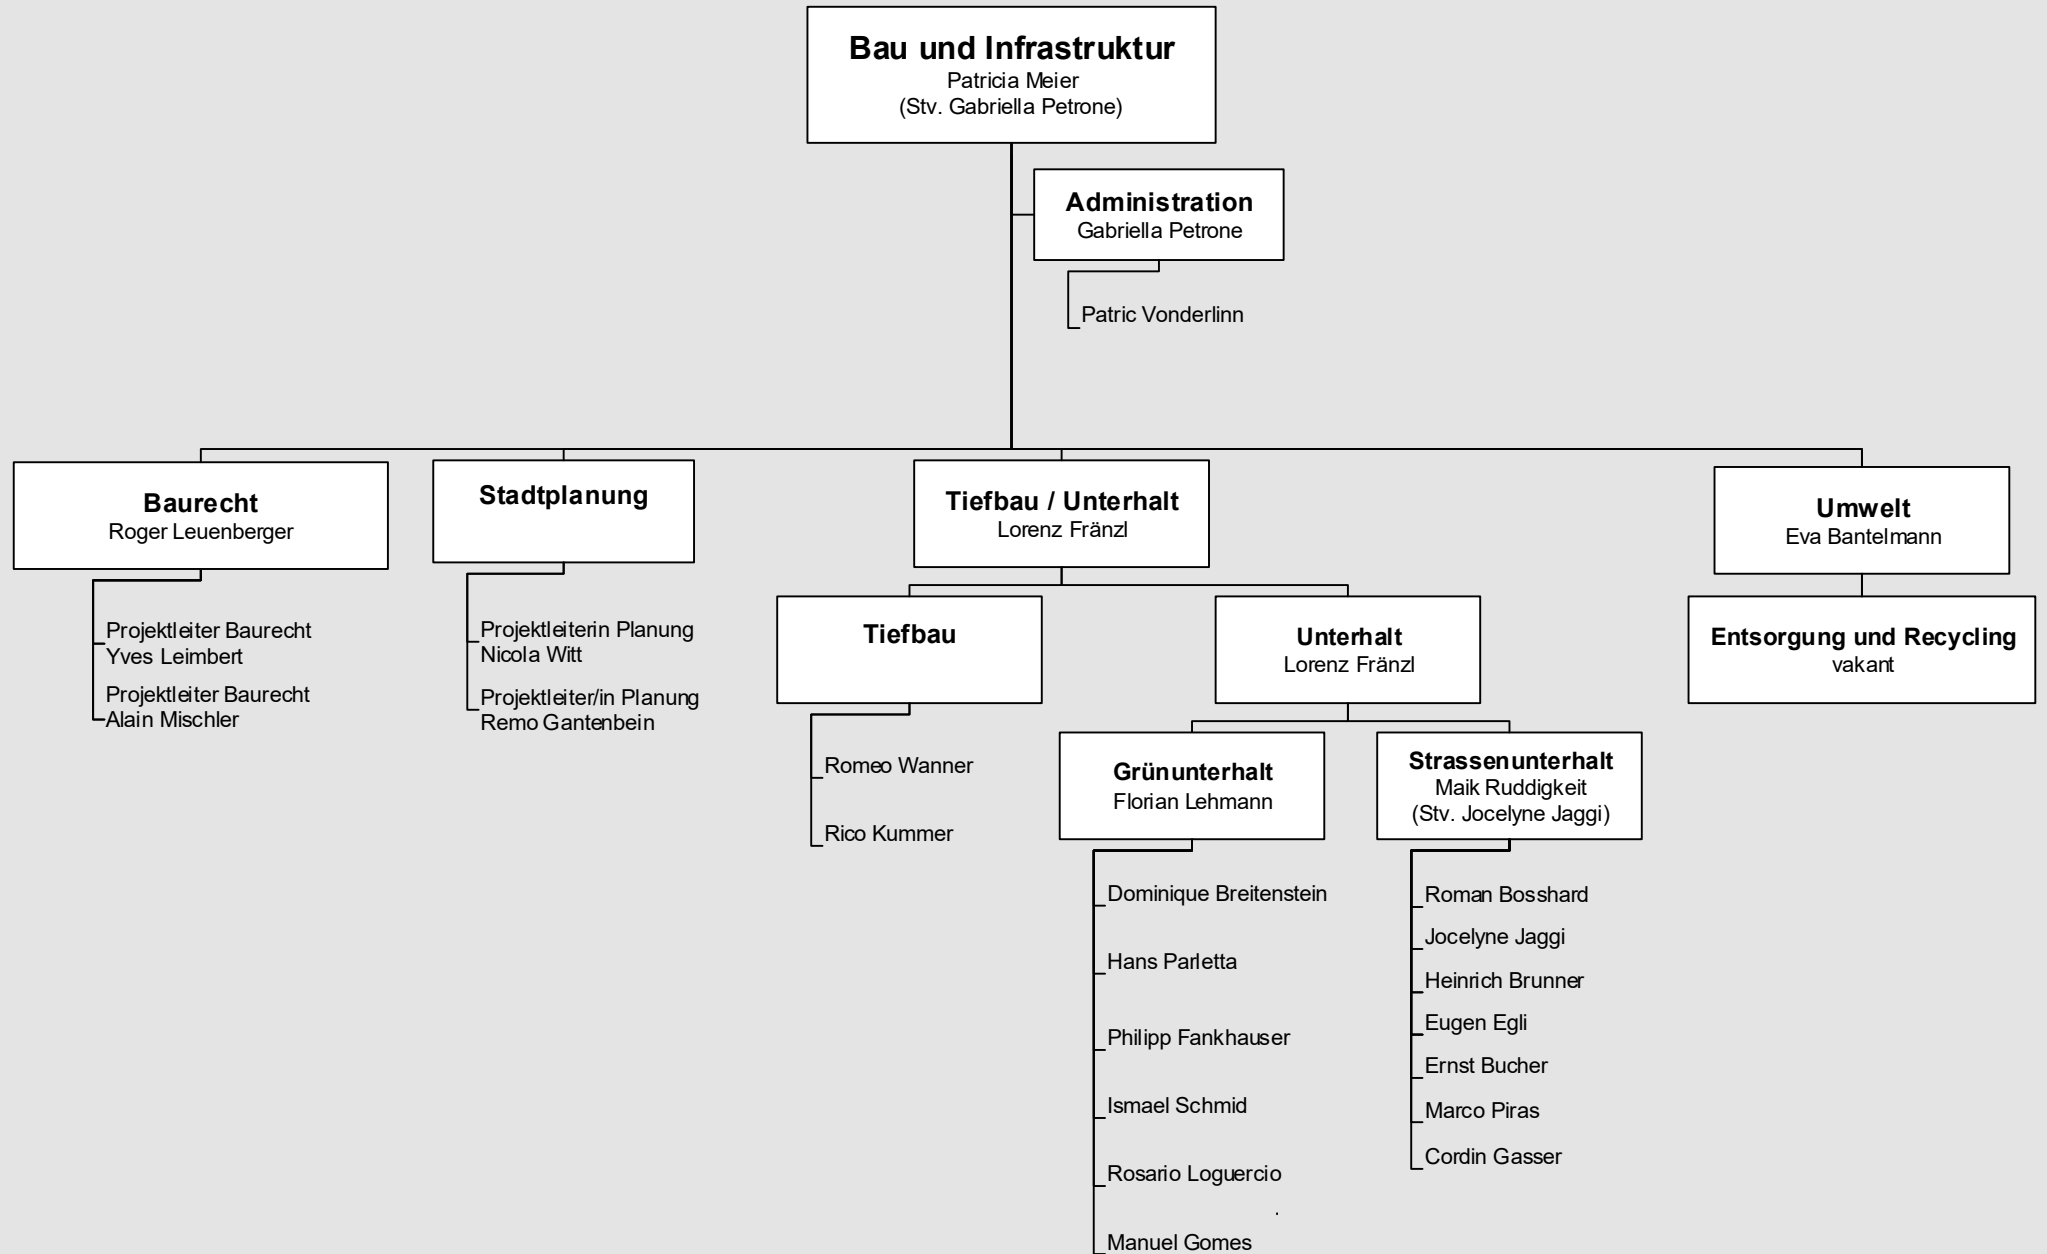 Bau und Infrastruktur
Patricia Meier
(Stv. Gabriella Petrone)
Administration
Gabriella Petrone
Patric Vonderlinn
Baurecht
Roger Leuenberger
Projektleiter Baurecht
Yves Leimbert
Projektleiter Baurecht
Alain Mischler
Stadtplanung
Projektleiterin Planung
Nicola Witt
Projektleiter/in Planung
Remo Gantenbein
Tiefbau / Unterhalt
Lorenz Fränzl
Tiefbau
Romeo Wanner
Rico Kummer
Unterhalt
Lorenz Fränzl
Grünunterhalt
Florian Lehmann
Dominique Breitenstein
Hans Parletta
Philipp Fankhauser
Ismael Schmid
Rosario Loguercio
.
Manuel Gomes
Strassenunterhalt
Maik Ruddigkeit
(Stv. Jocelyne Jaggi)
Roman Bosshard
Jocelyne Jaggi
Heinrich Brunner
Eugen Egli
Ernst Bucher
Marco Piras
Cordin Gasser
Umwelt
Eva Bantelmann
Entsorgung und Recycling
vakant